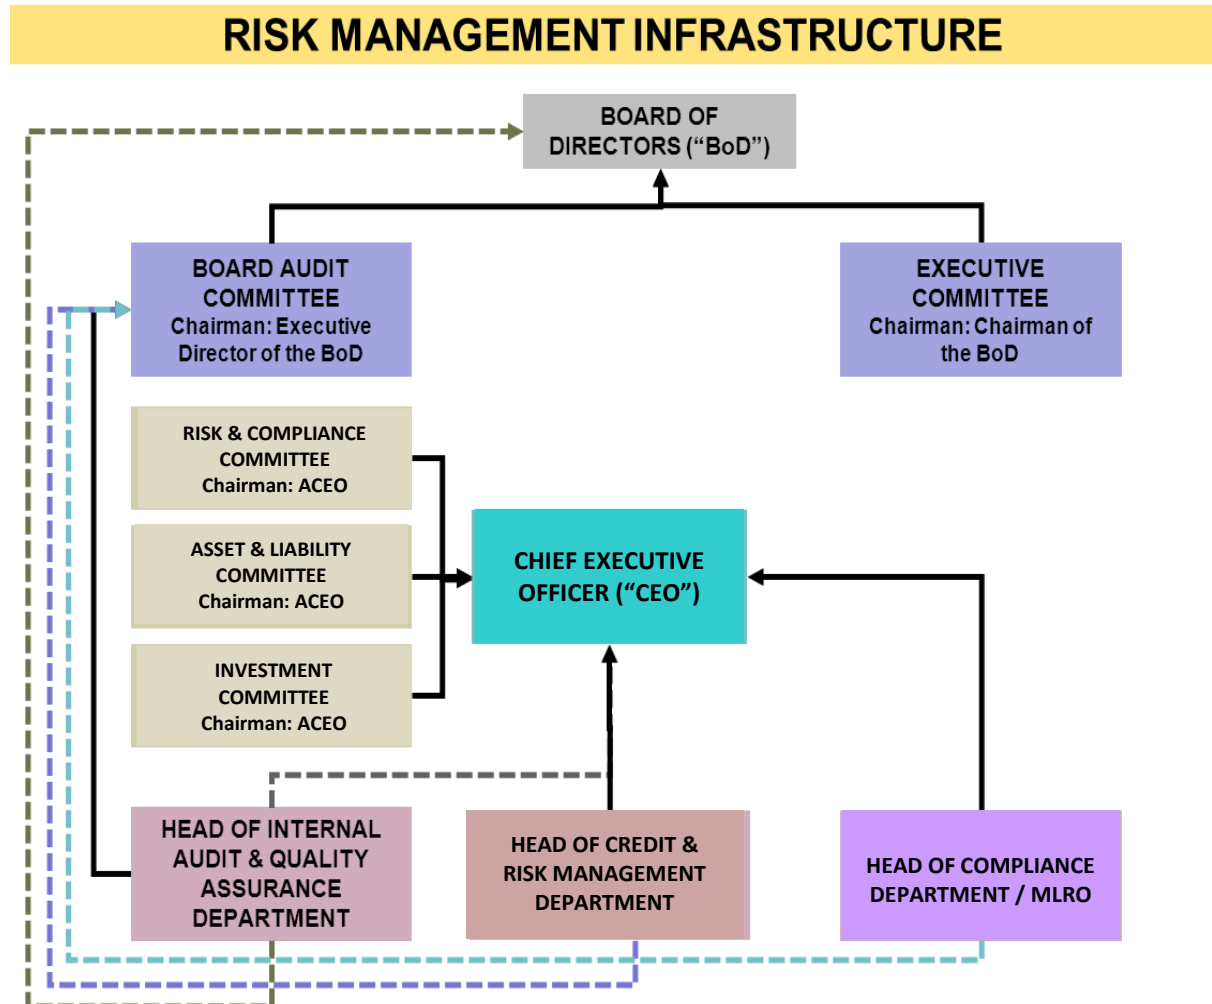 RISK MANAGEMENT INFRASTRUCTURE
BOARD OF
DIRECTORS (“BoD”)
BOARD AUDIT
COMMITTEE
Chairman: Executive
Director of the BoD
EXECUTIVE
COMMITTEE
Chairman: Chairman of
the BoD
RISK & COMPLIANCE
COMMITTEE
Chairman: ACEO
ASSET & LIABILITY
COMMITTEE
Chairman: ACEO
INVESTMENT
COMMITTEE
Chairman: ACEO
CHIEF EXECUTIVE
OFFICER (“CEO”)
HEAD OF INTERNAL
AUDIT & QUALITY
ASSURANCE
DEPARTMENT
HEAD OF CREDIT &
RISK MANAGEMENT
DEPARTMENT
HEAD OF COMPLIANCE
DEPARTMENT / MLRO